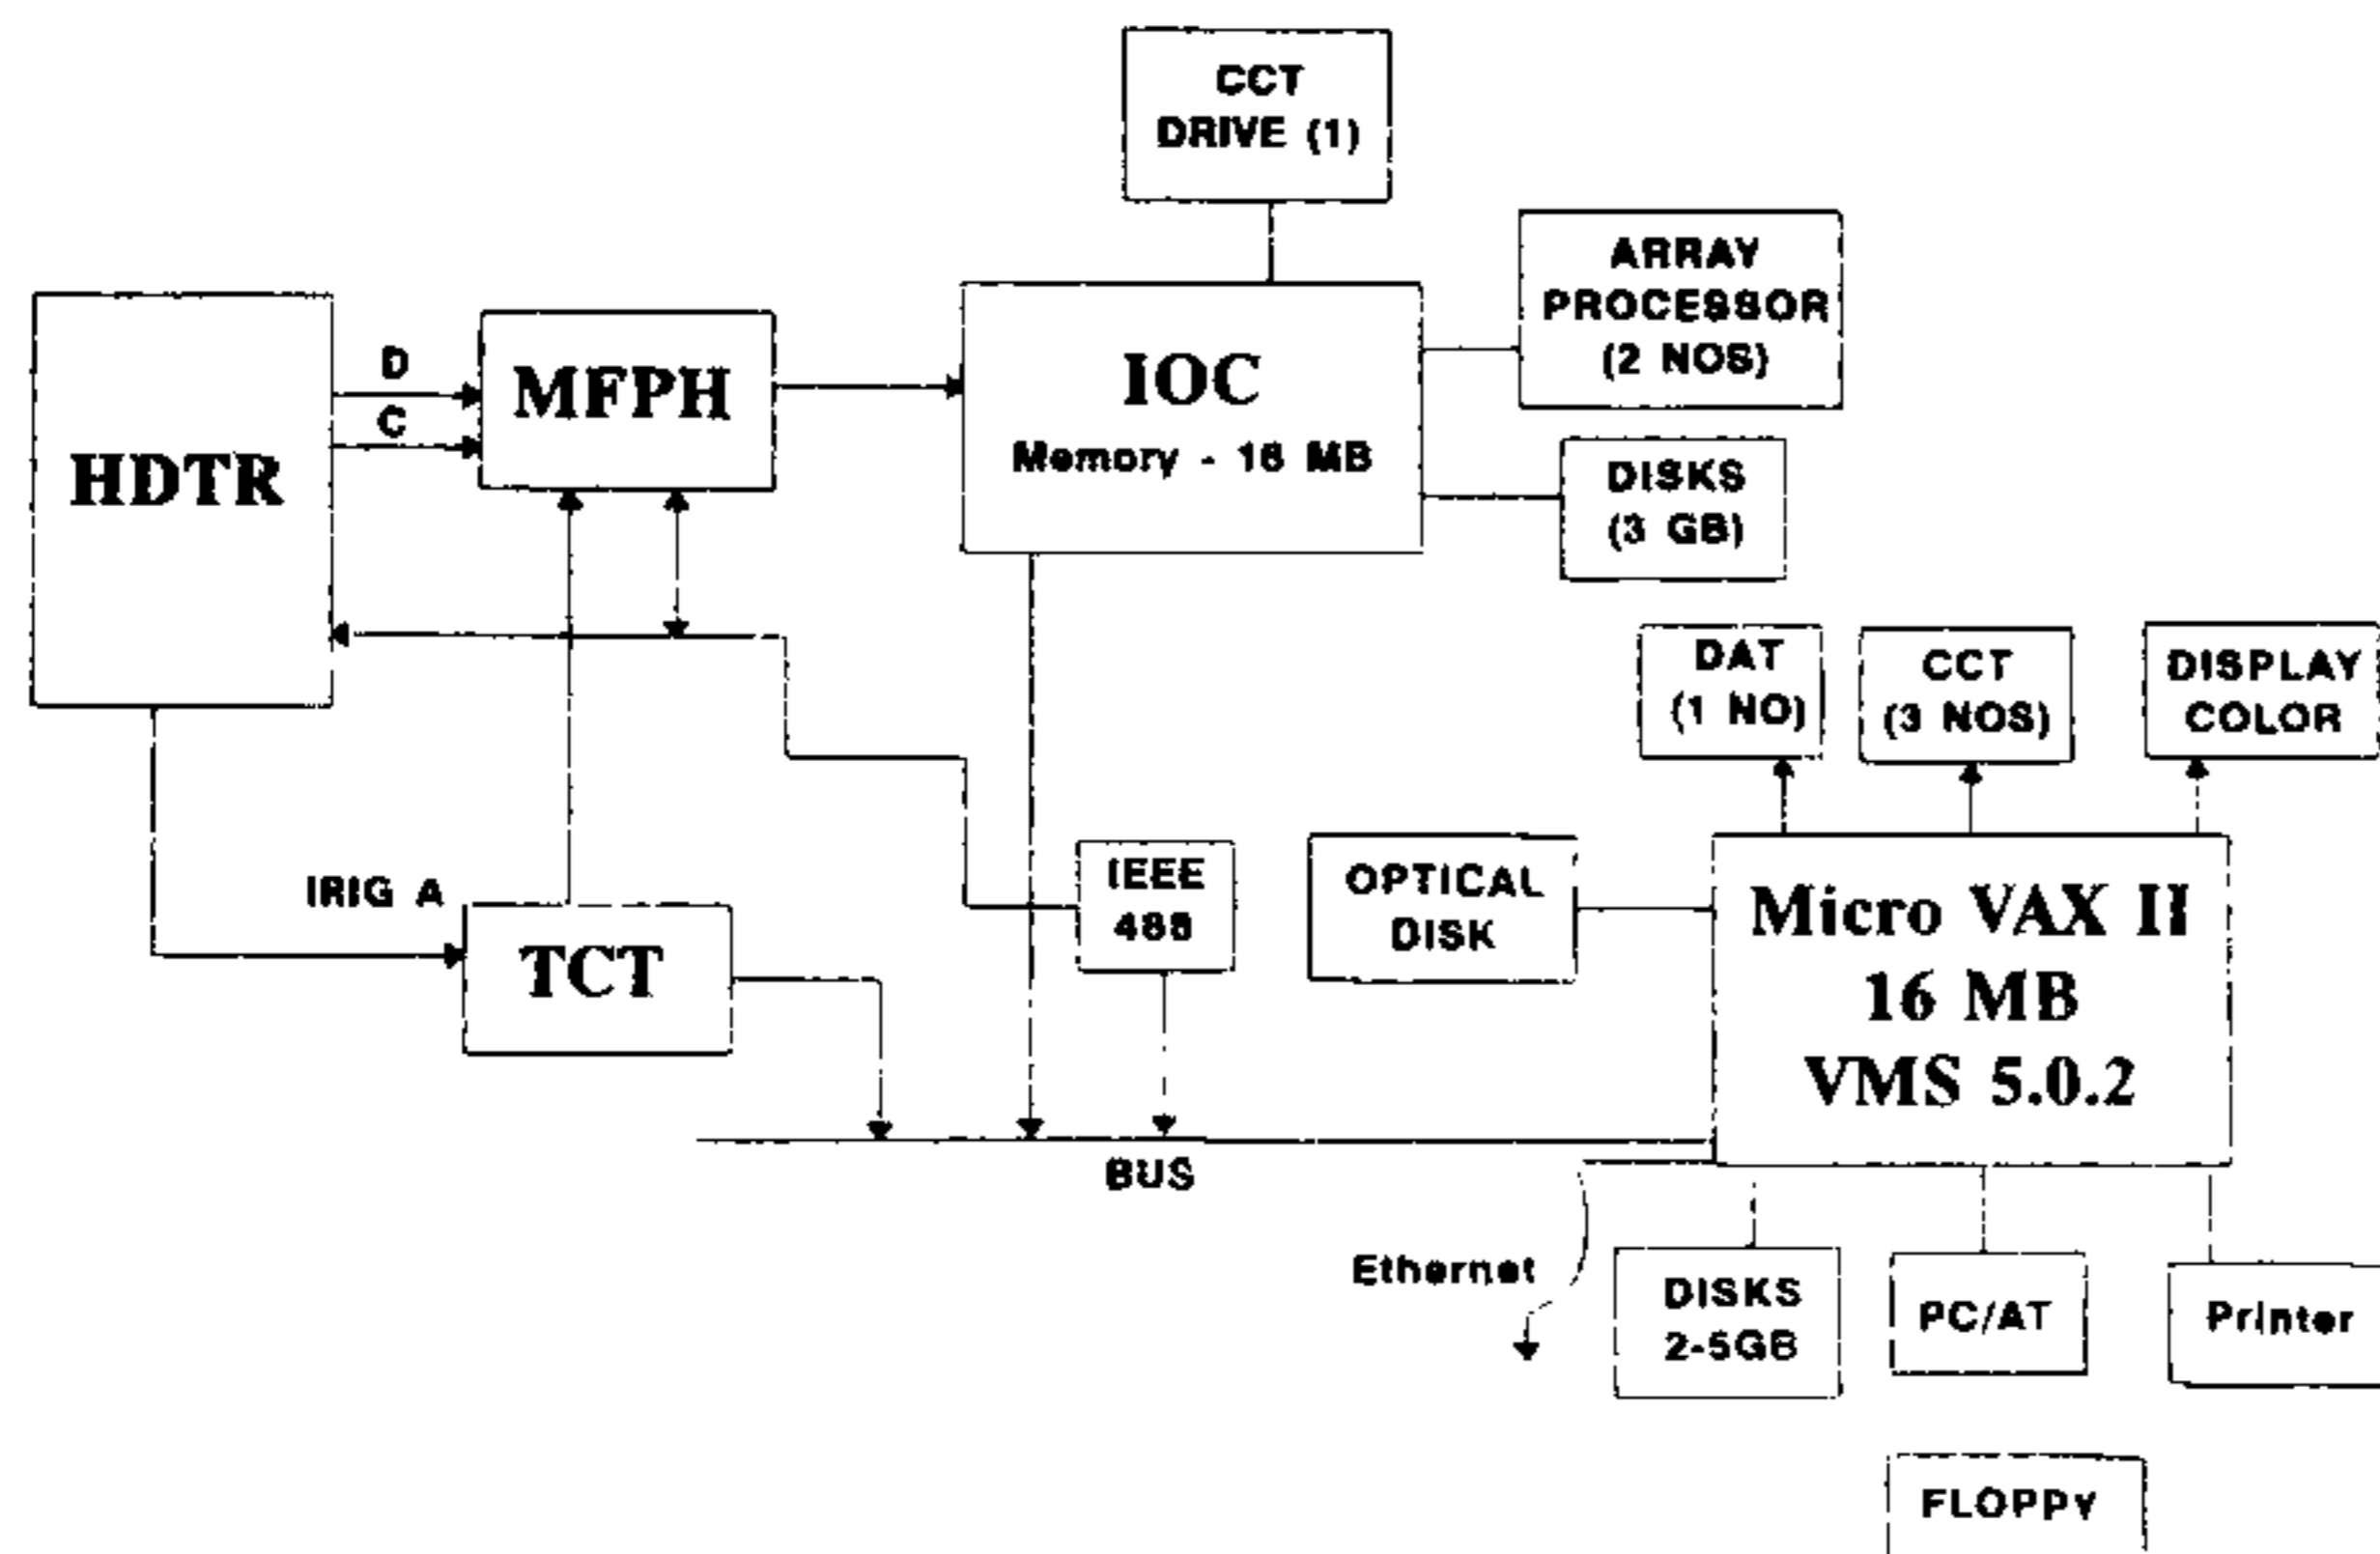 CCT
DRIVE (1)
ARRAY
PROCESSOR
(2 NOS)
HDTR
D
C
MFPH
IOC
Memory - 16 MB
DISKS
(3 GB)
DAT
(1 NO)
CCT
(3 NOS)
DISPLAY
COLOR
IRIG A
TCT
IEEE
488
OPTICAL
DISK
Micro VAX II
16 MB
VMS 5.0.2
BUS
Ethernet
DISKS
2-5GB
PC/AT
Printer
FLOPPY